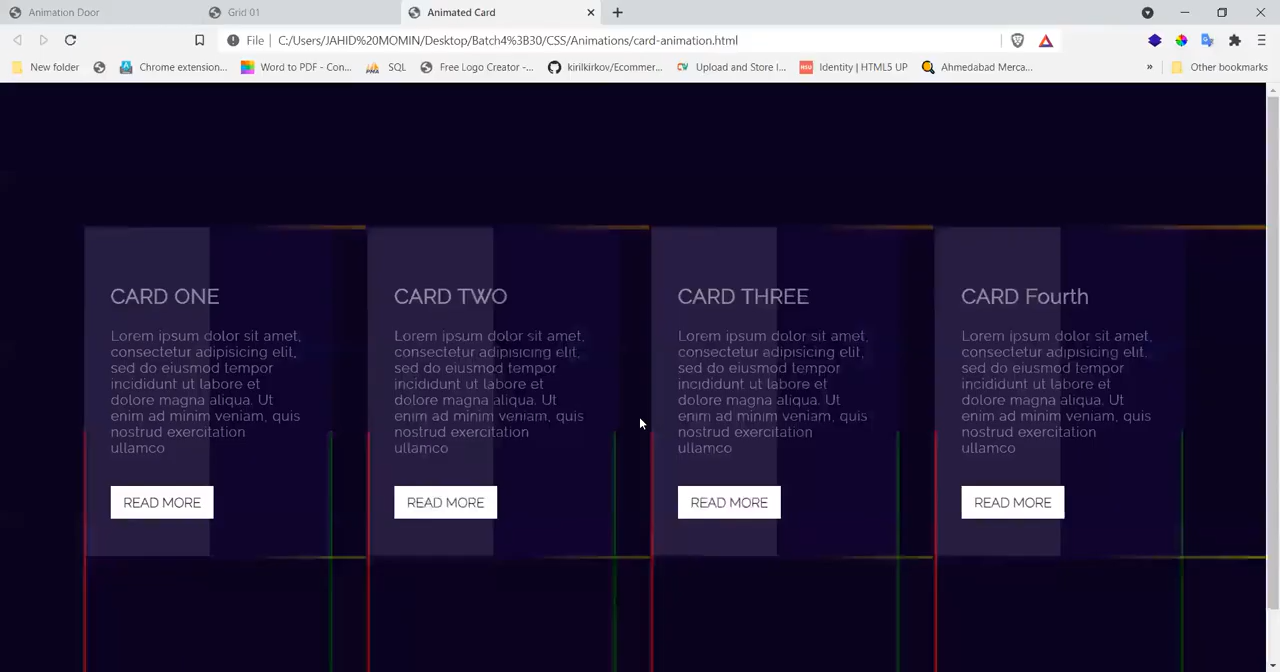 Animation Door
Grid 01
Animated Card
File
C:/Users/JAHID%20MOMIN/Desktop/Batch4%3B30/CSS/Animations/card-animation.html
New folder
Chrome extension...
Word to PDF - Con...
SQL
Free Logo Creator -...
kirilkirkov/Ecommer...
Upload and Store I...
Identity | HTML5 UP
Ahmedabad Merca...
»
Other bookmarks
CARD ONE
Lorem ipsum dolor sit amet,
consectetur adipisicing elit,
sed do eiusmod tempor
incididunt ut labore et
dolore magna aliqua. Ut
enim ad minim veniam, quis
nostrud exercitation
ullamco
READ MORE
CARD TWO
Lorem ipsum dolor sit amet,
consectetur adipisicing elit,
sed do eiusmod tempor
incididunt ut labore et
dolore magna aliqua. Ut
enim ad minim veniam, quis
nostrud exercitation
ullamco
READ MORE
CARD THREE
Lorem ipsum dolor sit amet,
consectetur adipisicing elit,
sed do eiusmod tempor
incididunt ut labore et
dolore magna aliqua. Ut
enim ad minim veniam, quis
nostrud exercitation
ullamco
READ MORE
CARD Fourth
Lorem ipsum dolor sit amet,
consectetur adipisicing elit,
sed do eiusmod tempor
incididunt ut labore et
dolore magna aliqua. Ut
enim ad minim veniam, quis
nostrud exercitation
ullamco
READ MORE